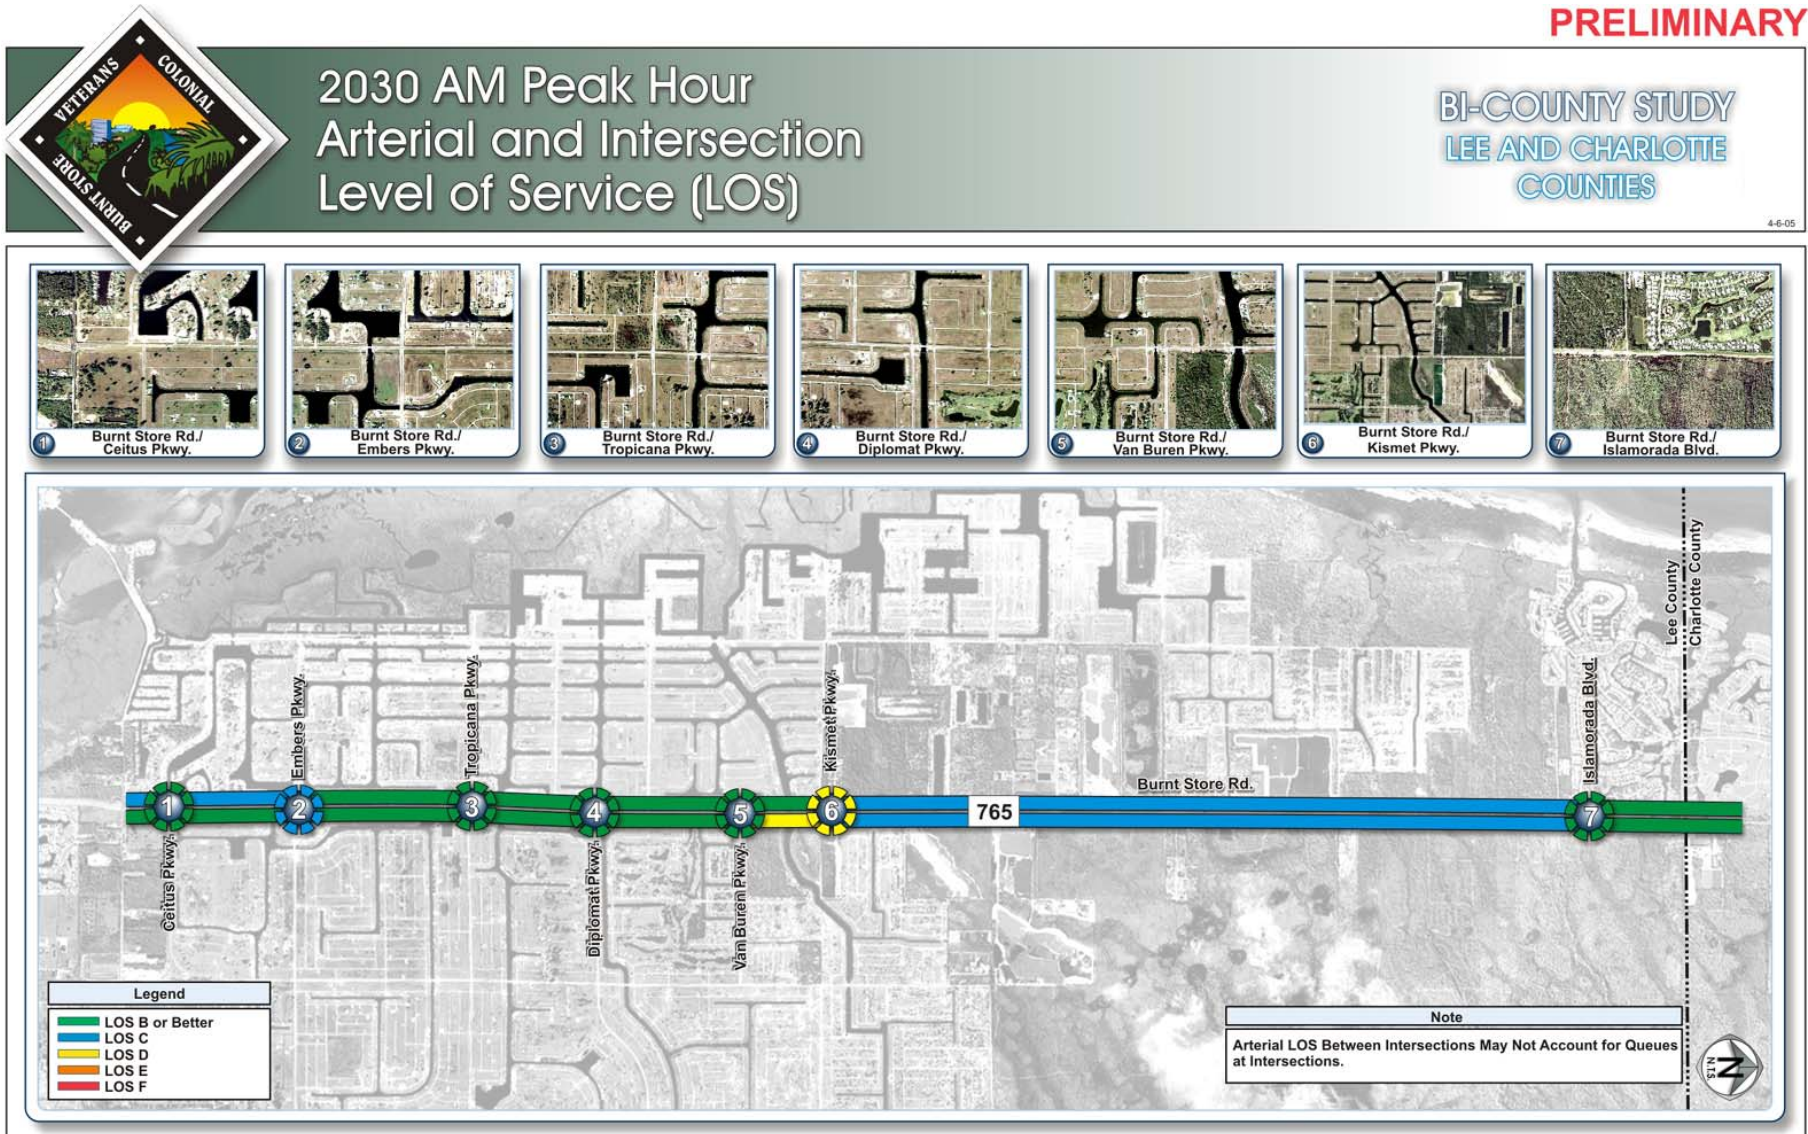 PRELIMINARY
VETERANS
COLONIAL
BURNT STORE
2030 AM Peak Hour
Arterial and Intersection
Level of Service (LOS)
BI-COUNTY STUDY
LEE AND CHARLOTTE
COUNTIES
4-6-05
1
Burnt Store Rd./
Ceitus Pkwy.
2
Burnt Store Rd./
Embers Pkwy.
3
Burnt Store Rd./
Tropicana Pkwy.
4
Burnt Store Rd./
Diplomat Pkwy.
5
Burnt Store Rd./
Van Buren Pkwy.
6
Burnt Store Rd./
Kismet Pkwy.
7
Burnt Store Rd./
Islamorada Blvd.
Lee County
Charlotte County
Embers Pkwy.
Tropicana Pkwy.
Kismet Pkwy.
Islamorada Blvd.
Burnt Store Rd.
1
2
3
4
5
6
765
7
Ceitus Pkwy.
Diplomat Pkwy.
Van Buren Pkwy.
Legend
LOS B or Better
LOS C
LOS D
LOS E
LOS F
Note
Arterial LOS Between Intersections May Not Account for Queues
at Intersections.
N
N.T.S.